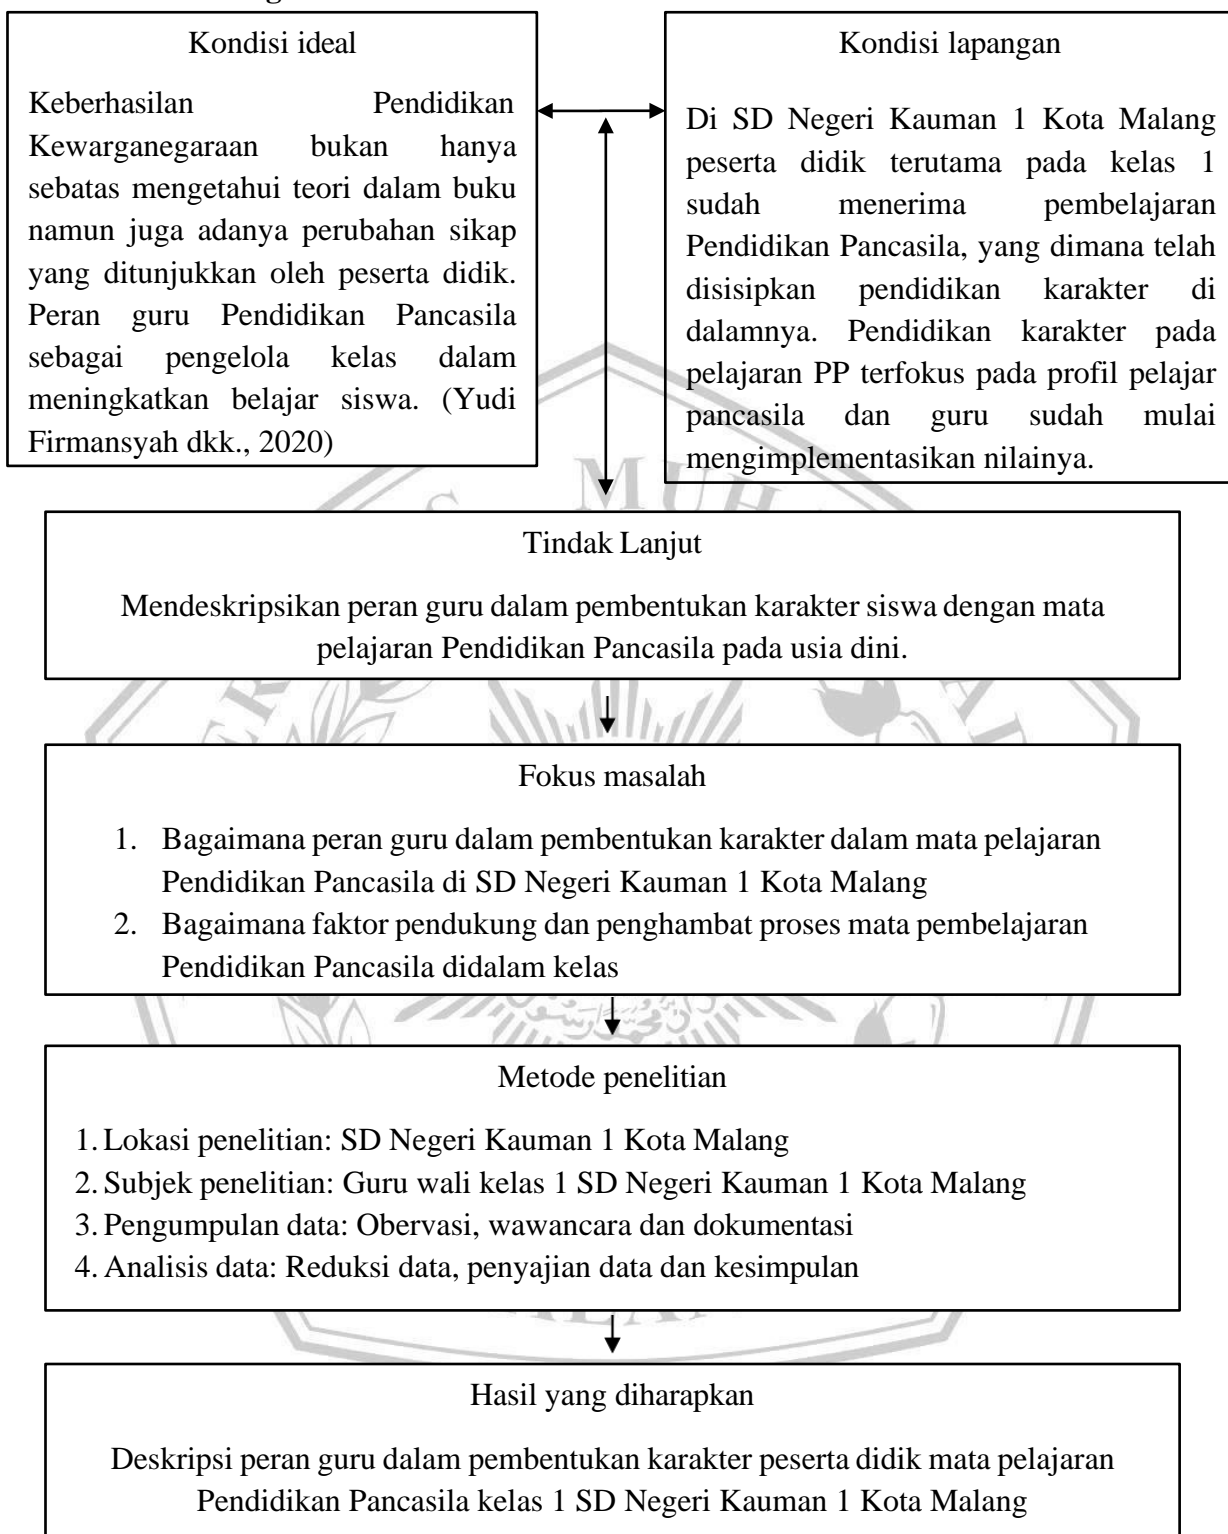 Kondisi ideal
Keberhasilan Pendidikan
Kewarganegaraan bukan hanya
sebatas mengetahui teori dalam buku
namun juga adanya perubahan sikap
yang ditunjukkan oleh peserta didik.
Peran guru Pendidikan Pancasila
sebagai pengelola kelas dalam
meningkatkan belajar siswa. (Yudi
Firmansyah dkk., 2020)
Kondisi lapangan
Di SD Negeri Kauman 1 Kota Malang
peserta didik terutama pada kelas 1
sudah menerima pembelajaran
Pendidikan Pancasila, yang dimana telah
disisipkan pendidikan karakter di
dalamnya. Pendidikan karakter pada
pelajaran PP terfokus pada profil pelajar
pancasila dan guru sudah mulai
mengimplementasikan nilainya.
Tindak Lanjut
Mendeskripsikan peran guru dalam pembentukan karakter siswa dengan mata
pelajaran Pendidikan Pancasila pada usia dini.
Fokus masalah
1. Bagaimana peran guru dalam pembentukan karakter dalam mata pelajaran
Pendidikan Pancasila di SD Negeri Kauman 1 Kota Malang
2. Bagaimana faktor pendukung dan penghambat proses mata pembelajaran
Pendidikan Pancasila didalam kelas
Metode penelitian
1. Lokasi penelitian: SD Negeri Kauman 1 Kota Malang
2. Subjek penelitian: Guru wali kelas 1 SD Negeri Kauman 1 Kota Malang
3. Pengumpulan data: Obervasi, wawancara dan dokumentasi
4. Analisis data: Reduksi data, penyajian data dan kesimpulan
Hasil yang diharapkan
Deskripsi peran guru dalam pembentukan karakter peserta didik mata pelajaran
Pendidikan Pancasila kelas 1 SD Negeri Kauman 1 Kota Malang